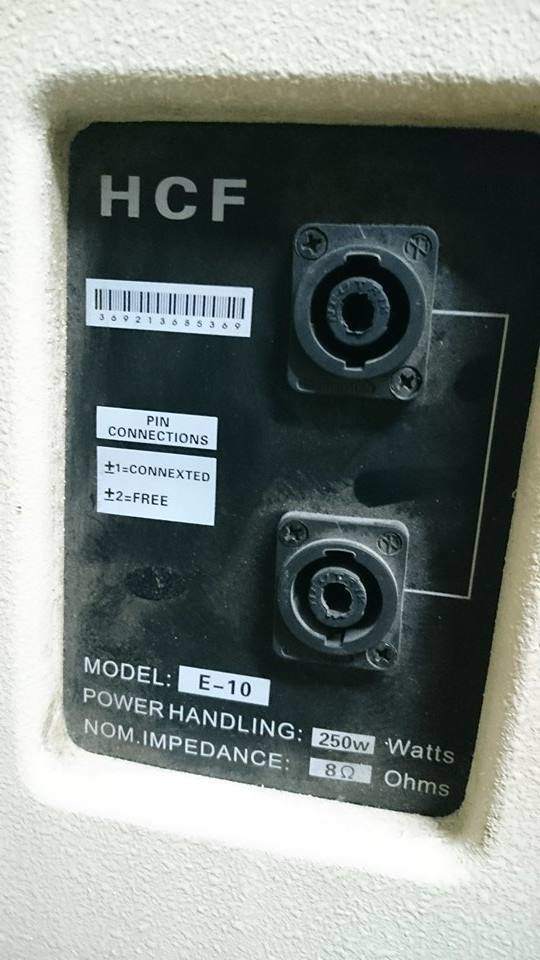 HCF
369213685369
PIN
CONNECTIONS
±1=CONNEXTED
±2=FREE
MODEL: E-10
POWER HANDLING: 250w Watts
NOM.IMPEDANCE: 8Ω Ohms